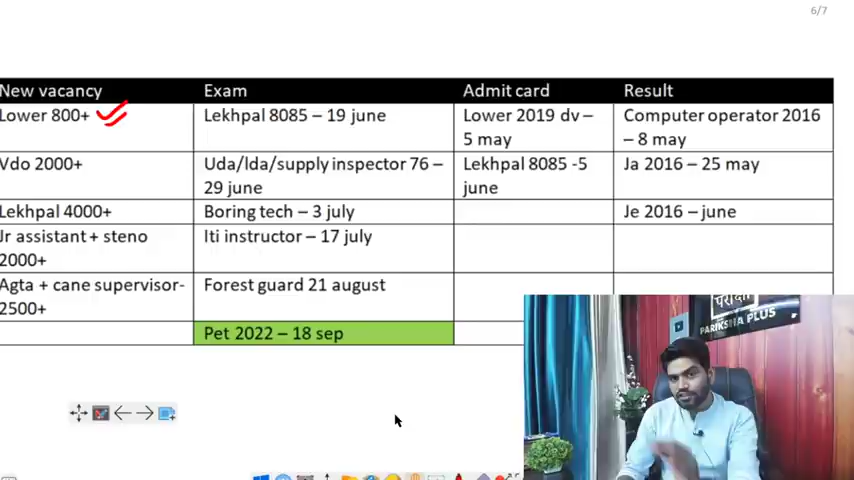 6/7
New vacancy Exam Admit card Result
Lower 800+ Lekhpal 8085 – 19 june Lower 2019 dv – Computer operator 2016
5 may – 8 may
Vdo 2000+ Uda/lda/supply inspector 76 – Lekhpal 8085 -5 Ja 2016 – 25 may
29 june june
Lekhpal 4000+ Boring tech – 3 july Je 2016 – june
Jr assistant + steno Iti instructor – 17 july
2000+
Agta + cane supervisor- Forest guard 21 august
2500+
Pet 2022 – 18 sep
परीक्षा
PARIKSHA PLUS